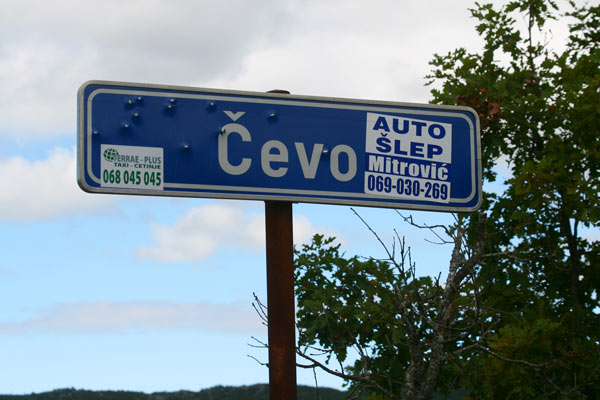 Čevo
TERRAE - PLUS
TAXI - CETINJE
068 045 045
AUTO
ŠLEP
Mitrović
069-030-269